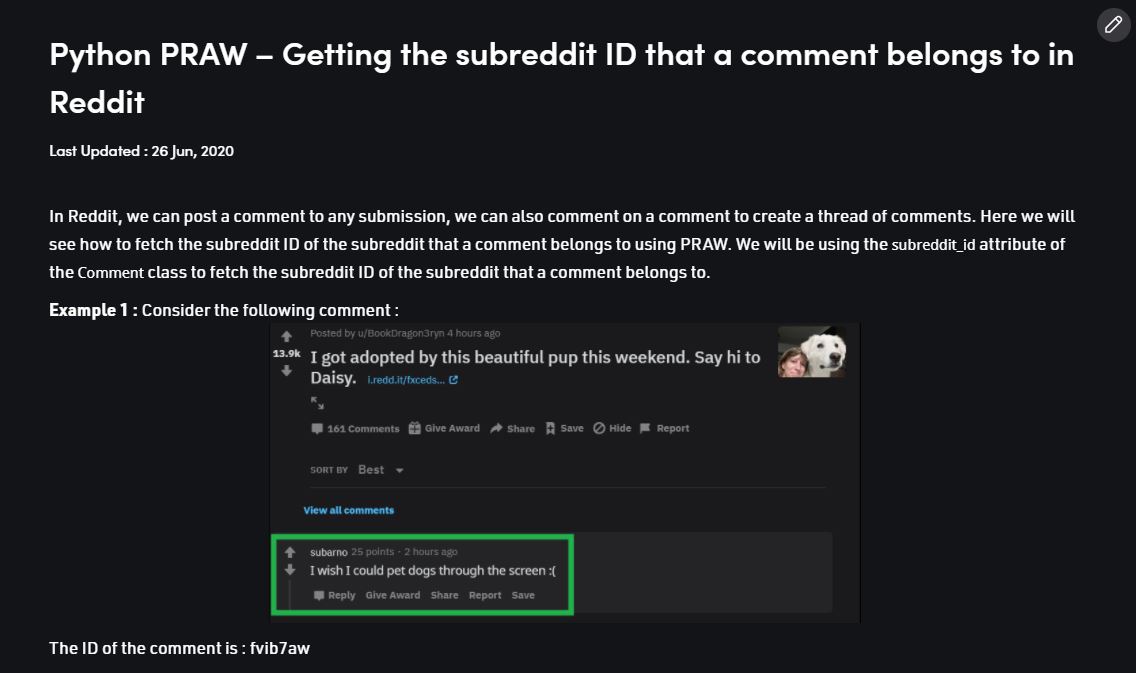 Python PRAW – Getting the subreddit ID that a comment belongs to in
Reddit
Last Updated : 26 Jun, 2020
In Reddit, we can post a comment to any submission, we can also comment on a comment to create a thread of comments. Here we will
see how to fetch the subreddit ID of the subreddit that a comment belongs to using PRAW. We will be using the subreddit_id attribute of
the Comment class to fetch the subreddit ID of the subreddit that a comment belongs to.
Example 1 : Consider the following comment :
Posted by u/BookDragon3ryn 4 hours ago
13.9k
I got adopted by this beautiful pup this weekend. Say hi to
Daisy. i.redd.it/fxceds...
161 Comments Give Award Share Save Hide Report
SORT BY Best
View all comments
subarno 25 points · 2 hours ago
I wish I could pet dogs through the screen :(
Reply Give Award Share Report Save
The ID of the comment is : fvib7aw